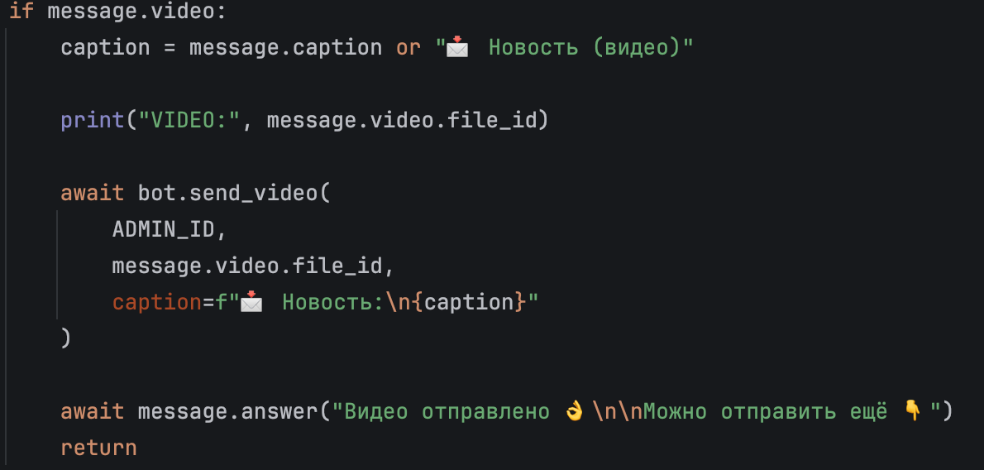 if message.video:
    caption = message.caption or "📩 Новость (видео)"
    print("VIDEO:", message.video.file_id)
    await bot.send_video(
        ADMIN_ID,
        message.video.file_id,
        caption=f"📩 Новость:\n{caption}"
    )
    await message.answer("Видео отправлено 👌\n\nМожно отправить ещё 👇")
    return